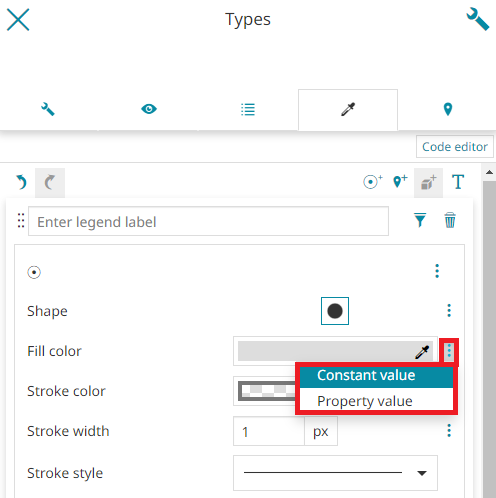 Types
Code editor
T
Enter legend label
Shape
Fill color
Constant value
Stroke color
Property value
Stroke width
1
px
Stroke style